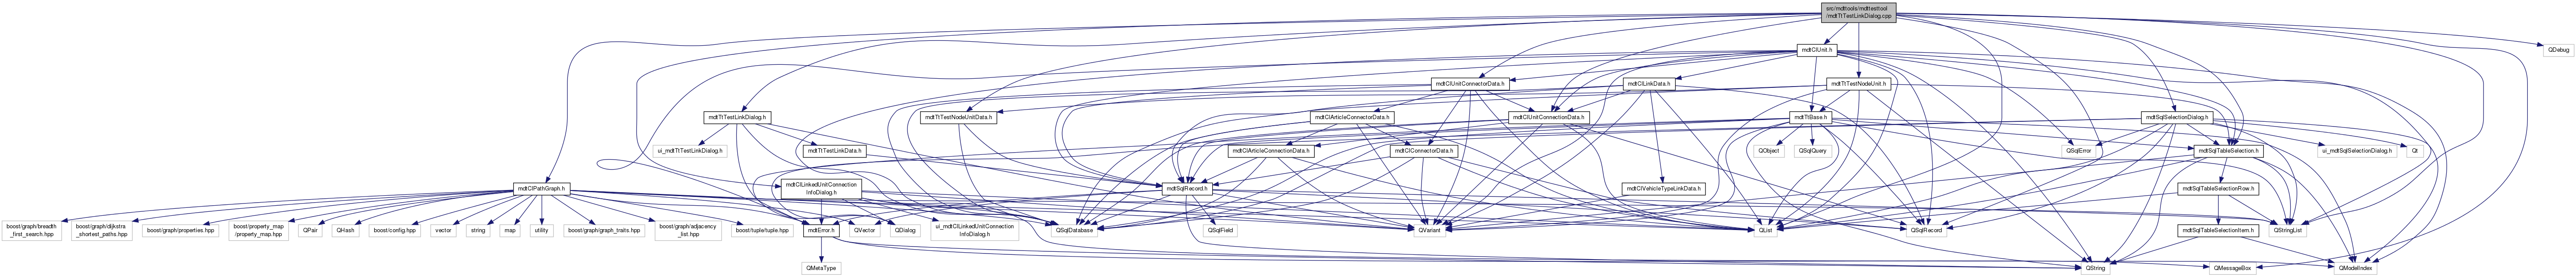 src/mdttools/mdttesttool
/mdtTtTestLinkDialog.cpp
mdtClUnit.h
QDebug
mdtClUnitConnectorData.h
mdtClLinkData.h
mdtTtTestNodeUnit.h
mdtTtTestLinkDialog.h
mdtTtTestNodeUnitData.h
mdtClArticleConnectorData.h
mdtClUnitConnectionData.h
mdtTtBase.h
mdtSqlSelectionDialog.h
ui_mdtTtTestLinkDialog.h
mdtTtTestLinkData.h
mdtClArticleConnectionData.h
mdtClConnectorData.h
QObject
QSqlQuery
QSqlError
mdtSqlTableSelection.h
ui_mdtSqlSelectionDialog.h
Qt
mdtClPathGraph.h
mdtClLinkedUnitConnection
InfoDialog.h
mdtSqlRecord.h
mdtClVehicleTypeLinkData.h
mdtSqlTableSelectionRow.h
boost/graph/breadth
_first_search.hpp
boost/graph/dijkstra
_shortest_paths.hpp
boost/graph/properties.hpp
boost/property_map
/property_map.hpp
QPair
QHash
boost/config.hpp
vector
string
map
utility
boost/graph/graph_traits.hpp
boost/graph/adjacency
_list.hpp
boost/tuple/tuple.hpp
mdtError.h
QVector
QDialog
ui_mdtClLinkedUnitConnection
InfoDialog.h
QSqlDatabase
QSqlField
QVariant
QList
QSqlRecord
mdtSqlTableSelectionItem.h
QStringList
QMetaType
QString
QMessageBox
QModelIndex